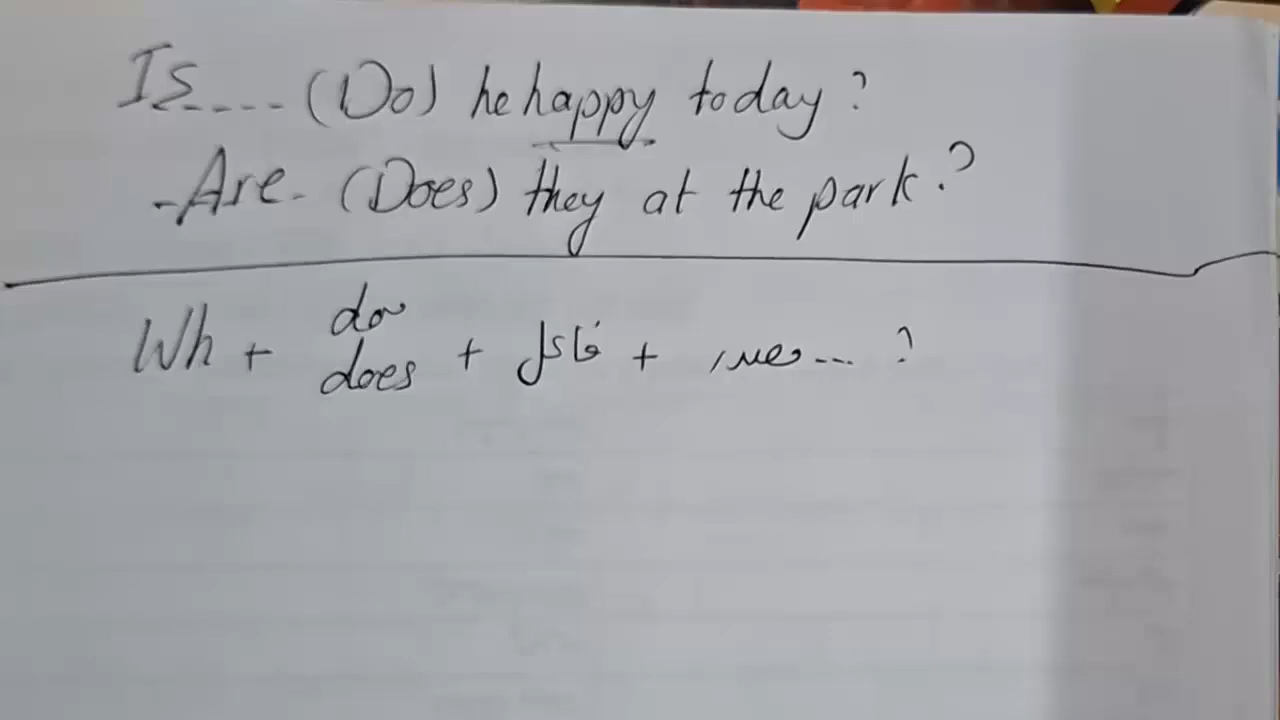 Is.... (Do) he happy today?
-Are- (Does) they at the park?
Wh + do does + فاعل + مصدر ... ?